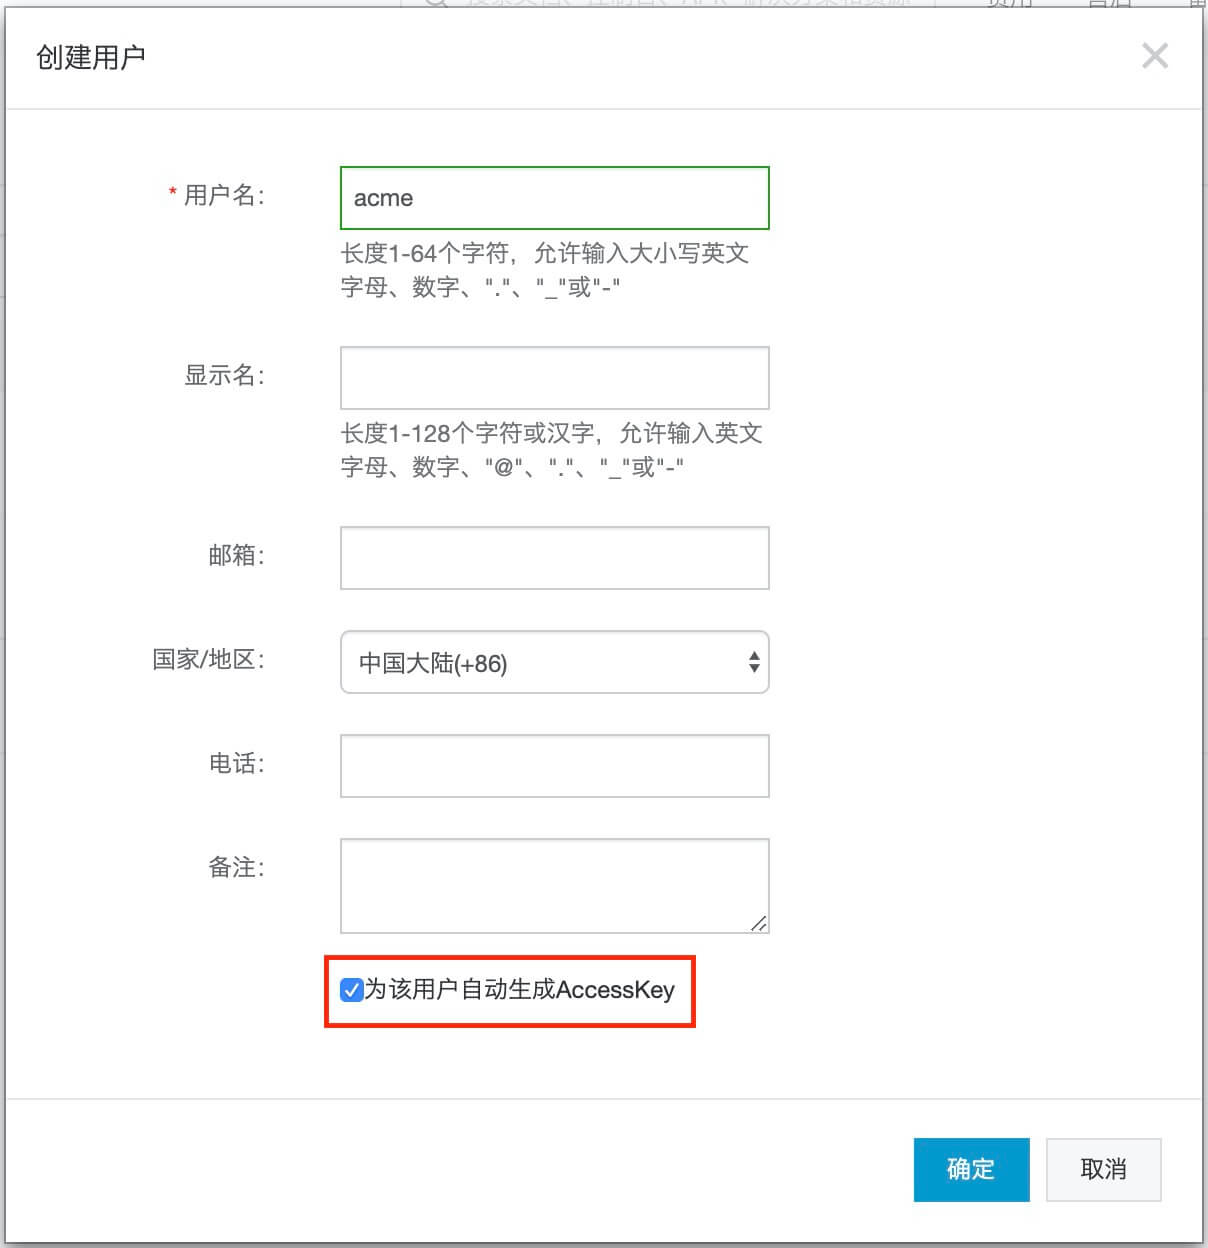 创建用户
* 用户名：
acme
长度1-64个字符，允许输入大小写英文
字母、数字、"."、"_"或"-"
显示名：
长度1-128个字符或汉字，允许输入英文
字母、数字、"@"、"."、"_"或"-"
邮箱：
国家/地区：
中国大陆(+86)
电话：
备注：
为该用户自动生成AccessKey
确定
取消